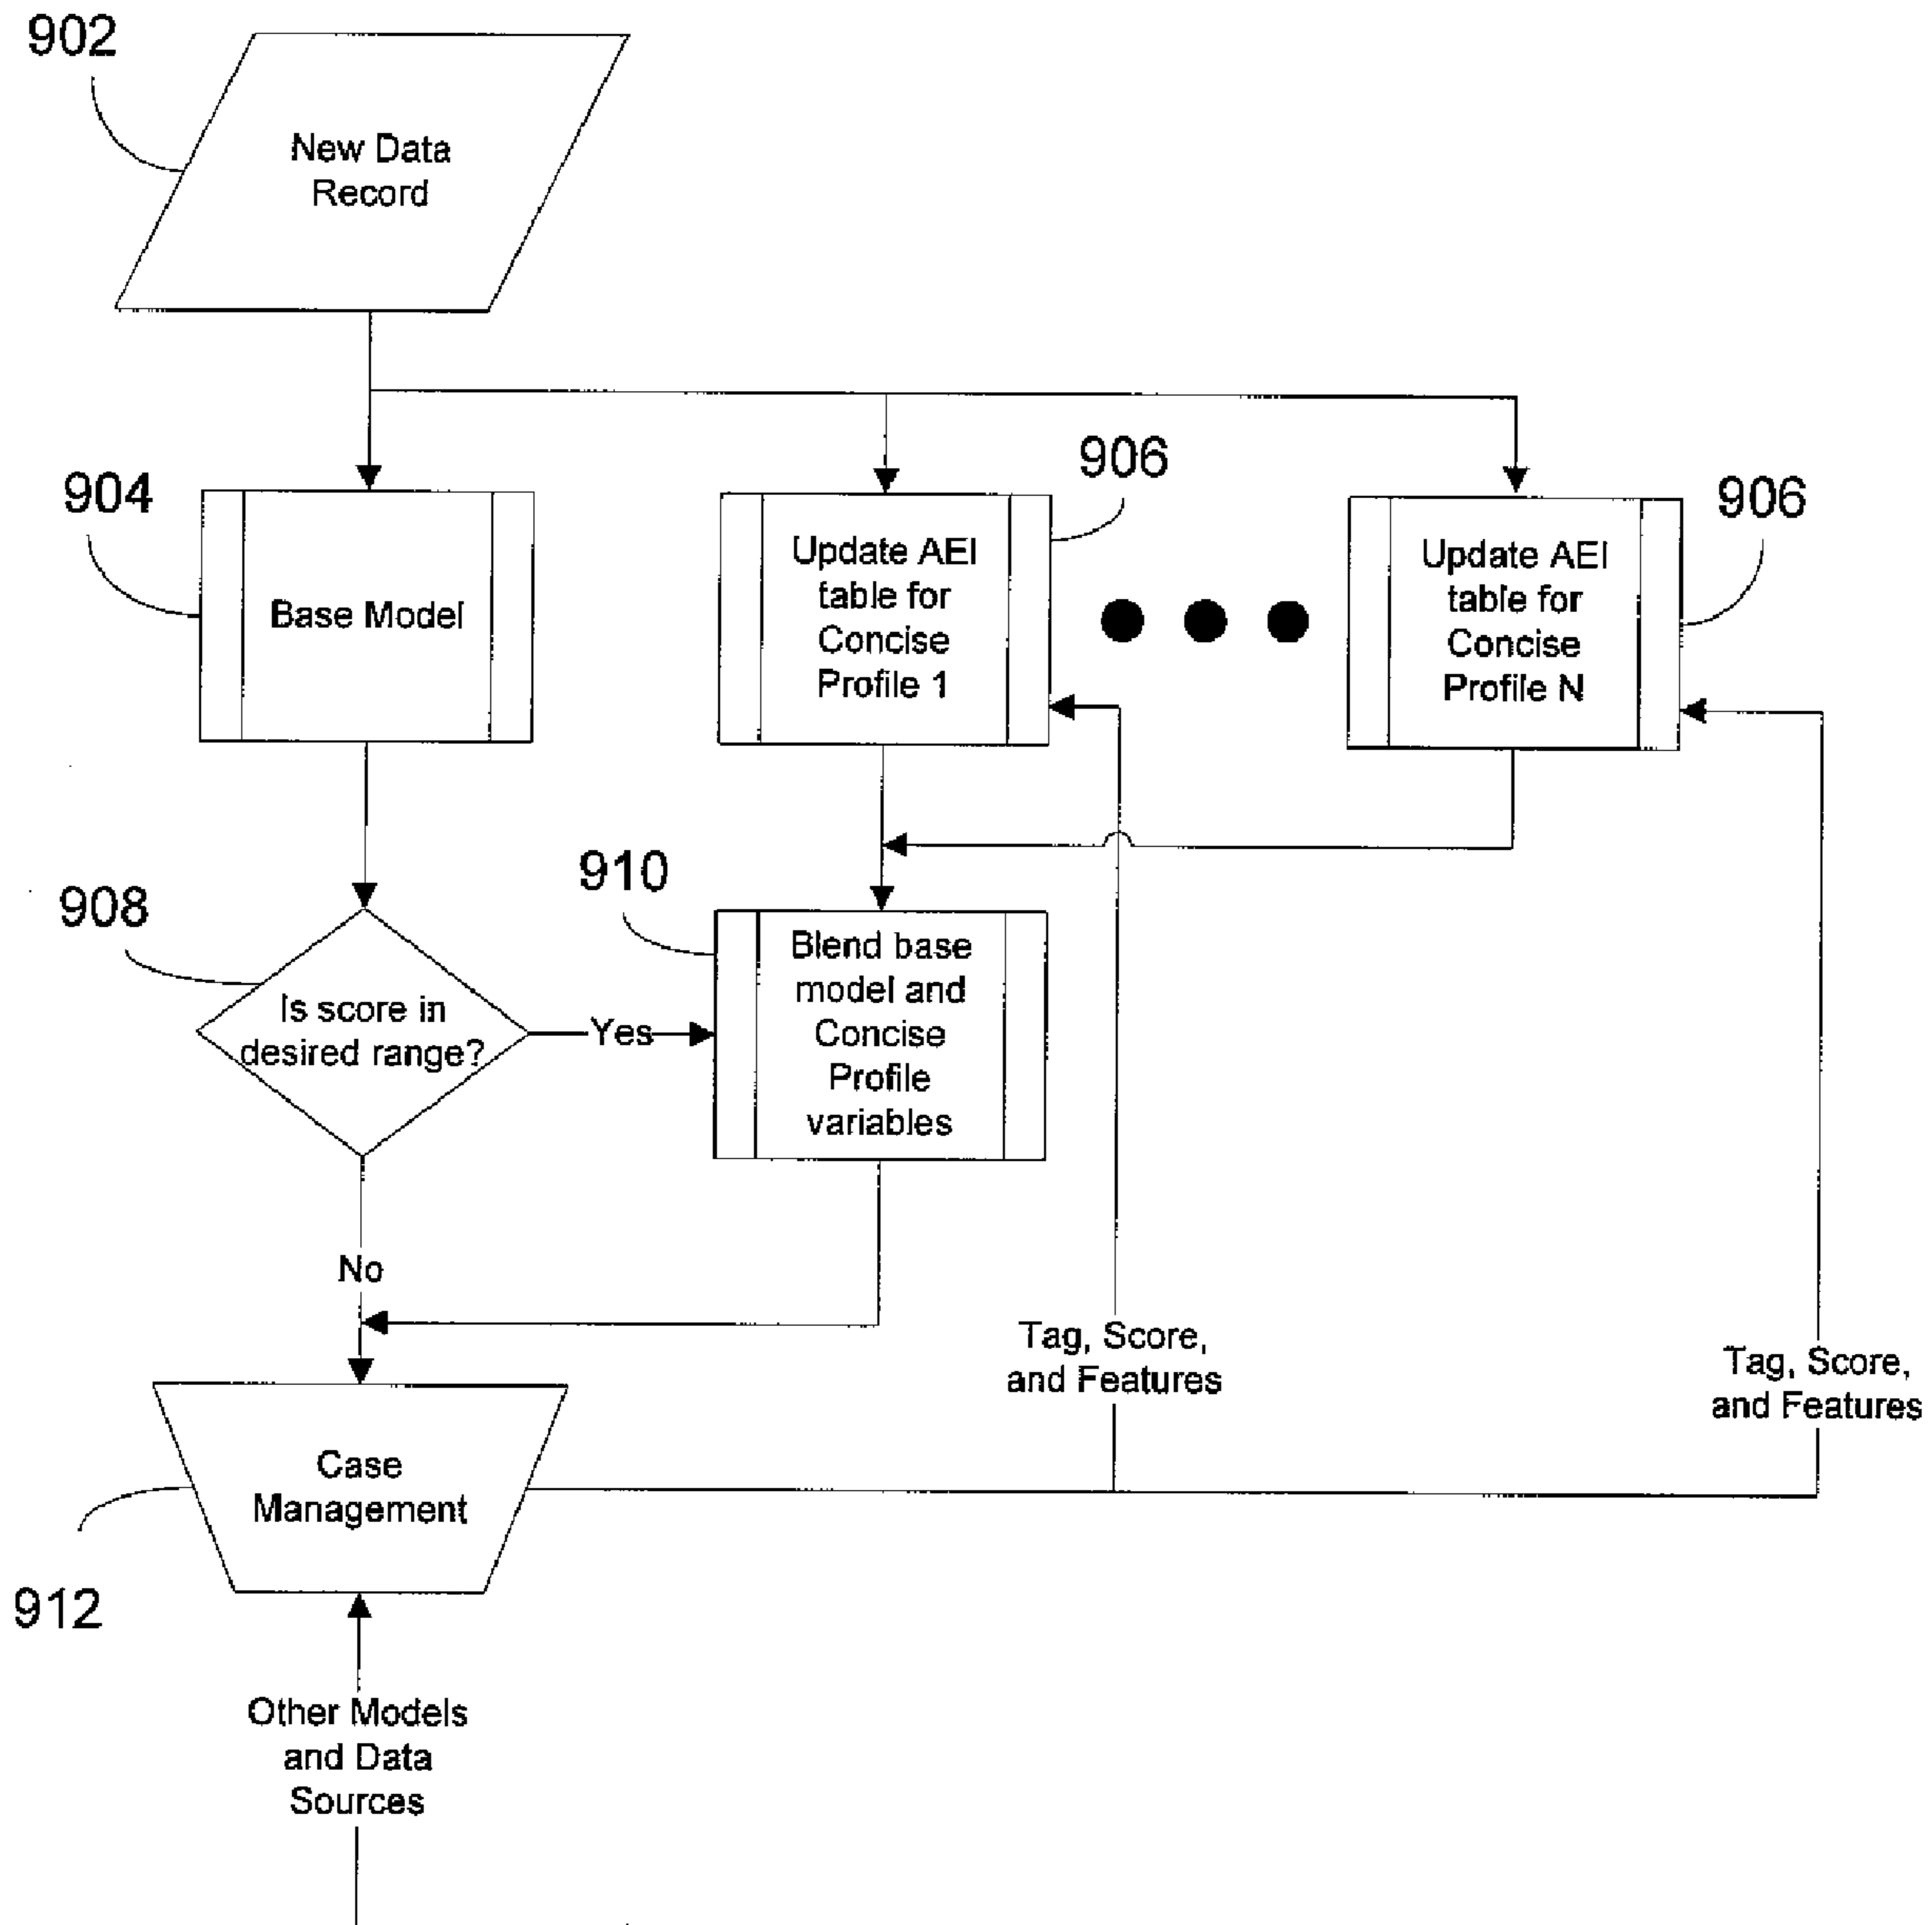 902
New Data
Record
904
Base Model
906
Update AEI
table for
Concise
Profile 1
906
Update AEI
table for
Concise
Profile N
908
Is score in
desired range?
Yes
910
Blend base
model and
Concise
Profile
variables
No
Tag, Score,
and Features
Tag, Score,
and Features
Case
Management
912
Other Models
and Data
Sources